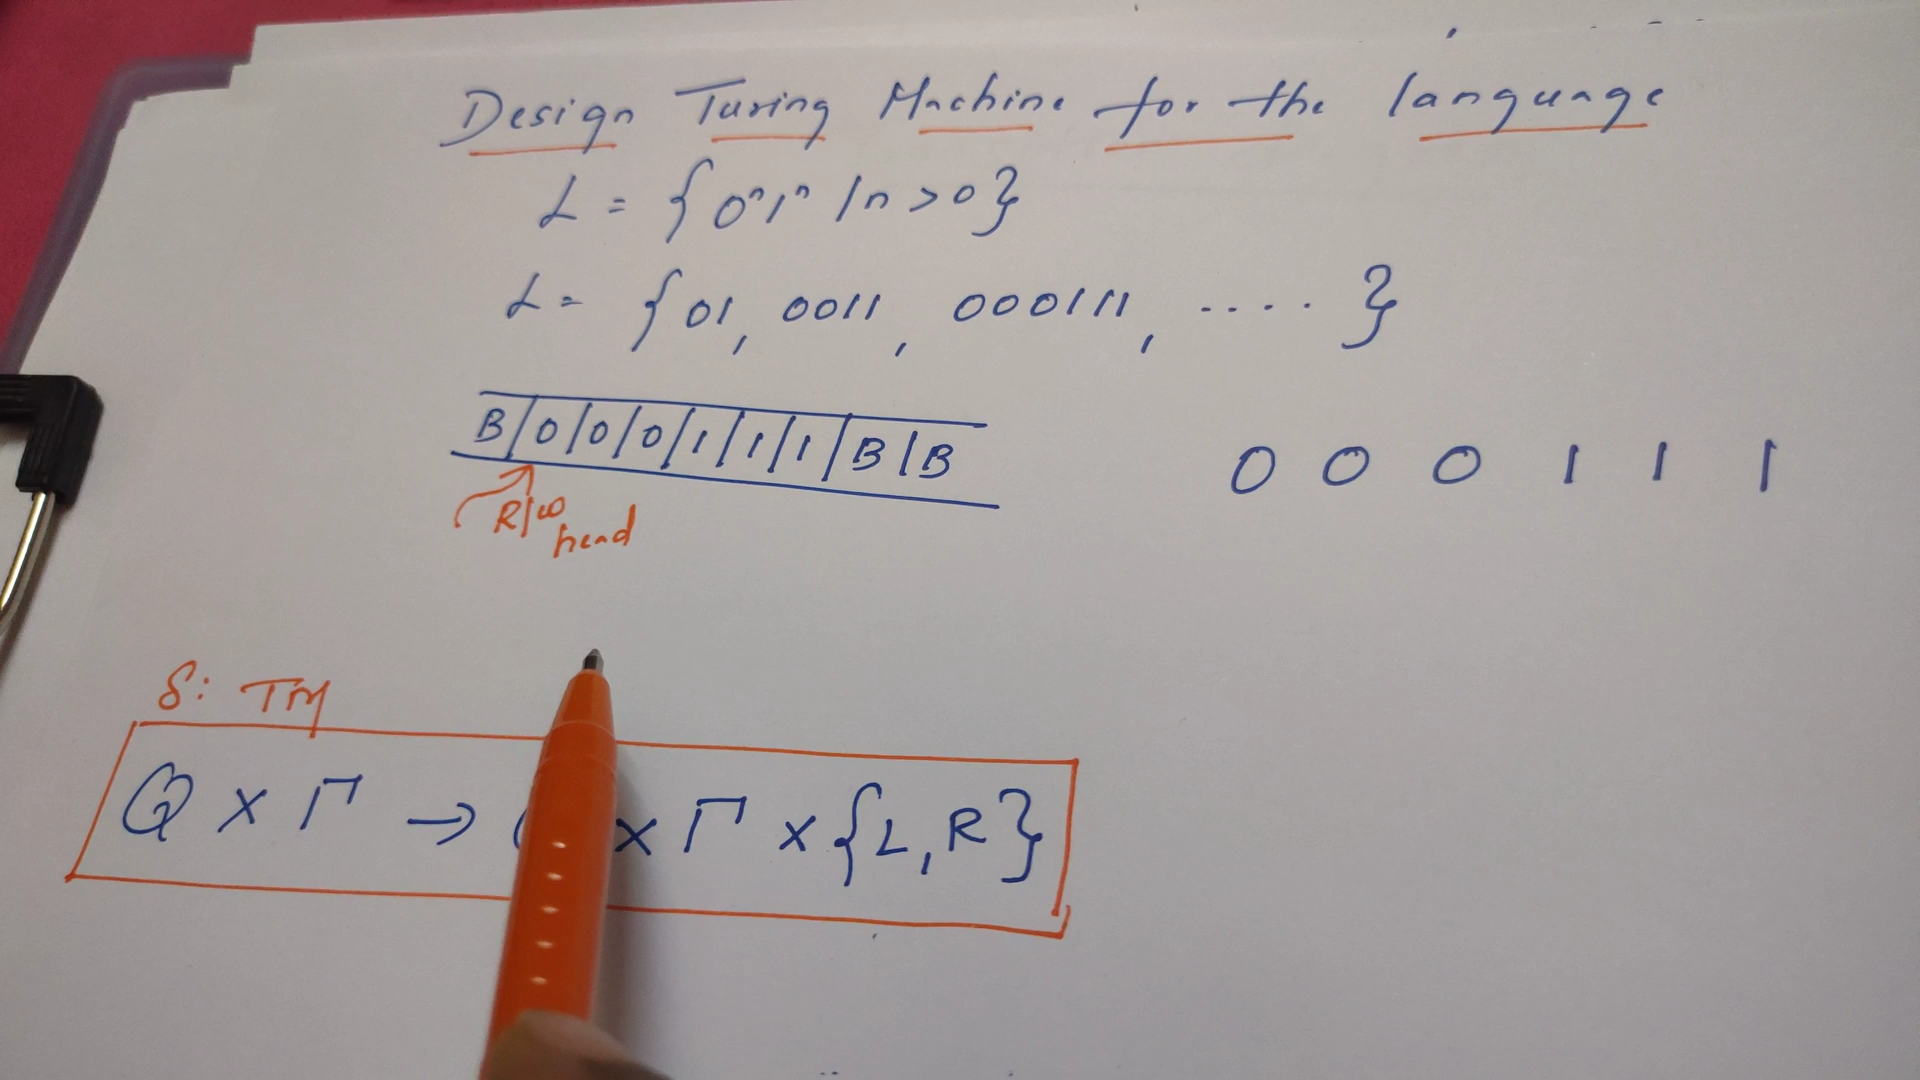 Design Turing Machine for the language
L = {0ⁿ1ⁿ | n > 0}
L = {01, 0011, 000111, .... }
B | 0 | 0 | 0 | 1 | 1 | 1 | B | B
0 0 0 1 1 1
R/W
head
δ: TM
Q × Γ → × Γ × {L, R}